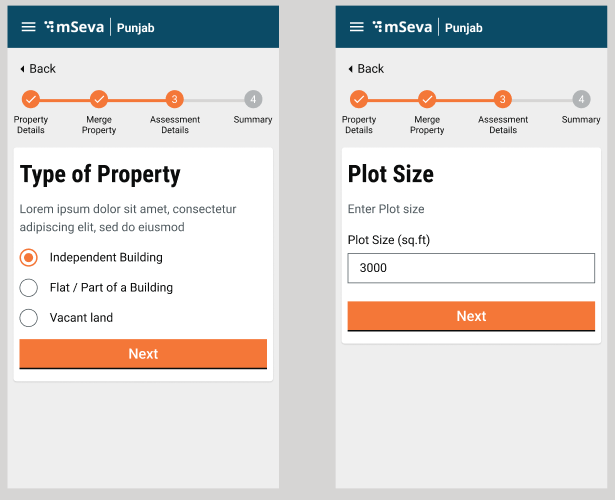 mSeva | Punjab
Back
3
4
Property Details
Merge Property
Assessment Details
Summary
Type of Property
Lorem ipsum dolor sit amet, consectetur
adipiscing elit, sed do eiusmod
Independent Building
Flat / Part of a Building
Vacant land
Next
mSeva | Punjab
Back
3
4
Property Details
Merge Property
Assessment Details
Summary
Plot Size
Enter Plot size
Plot Size (sq.ft)
3000
Next